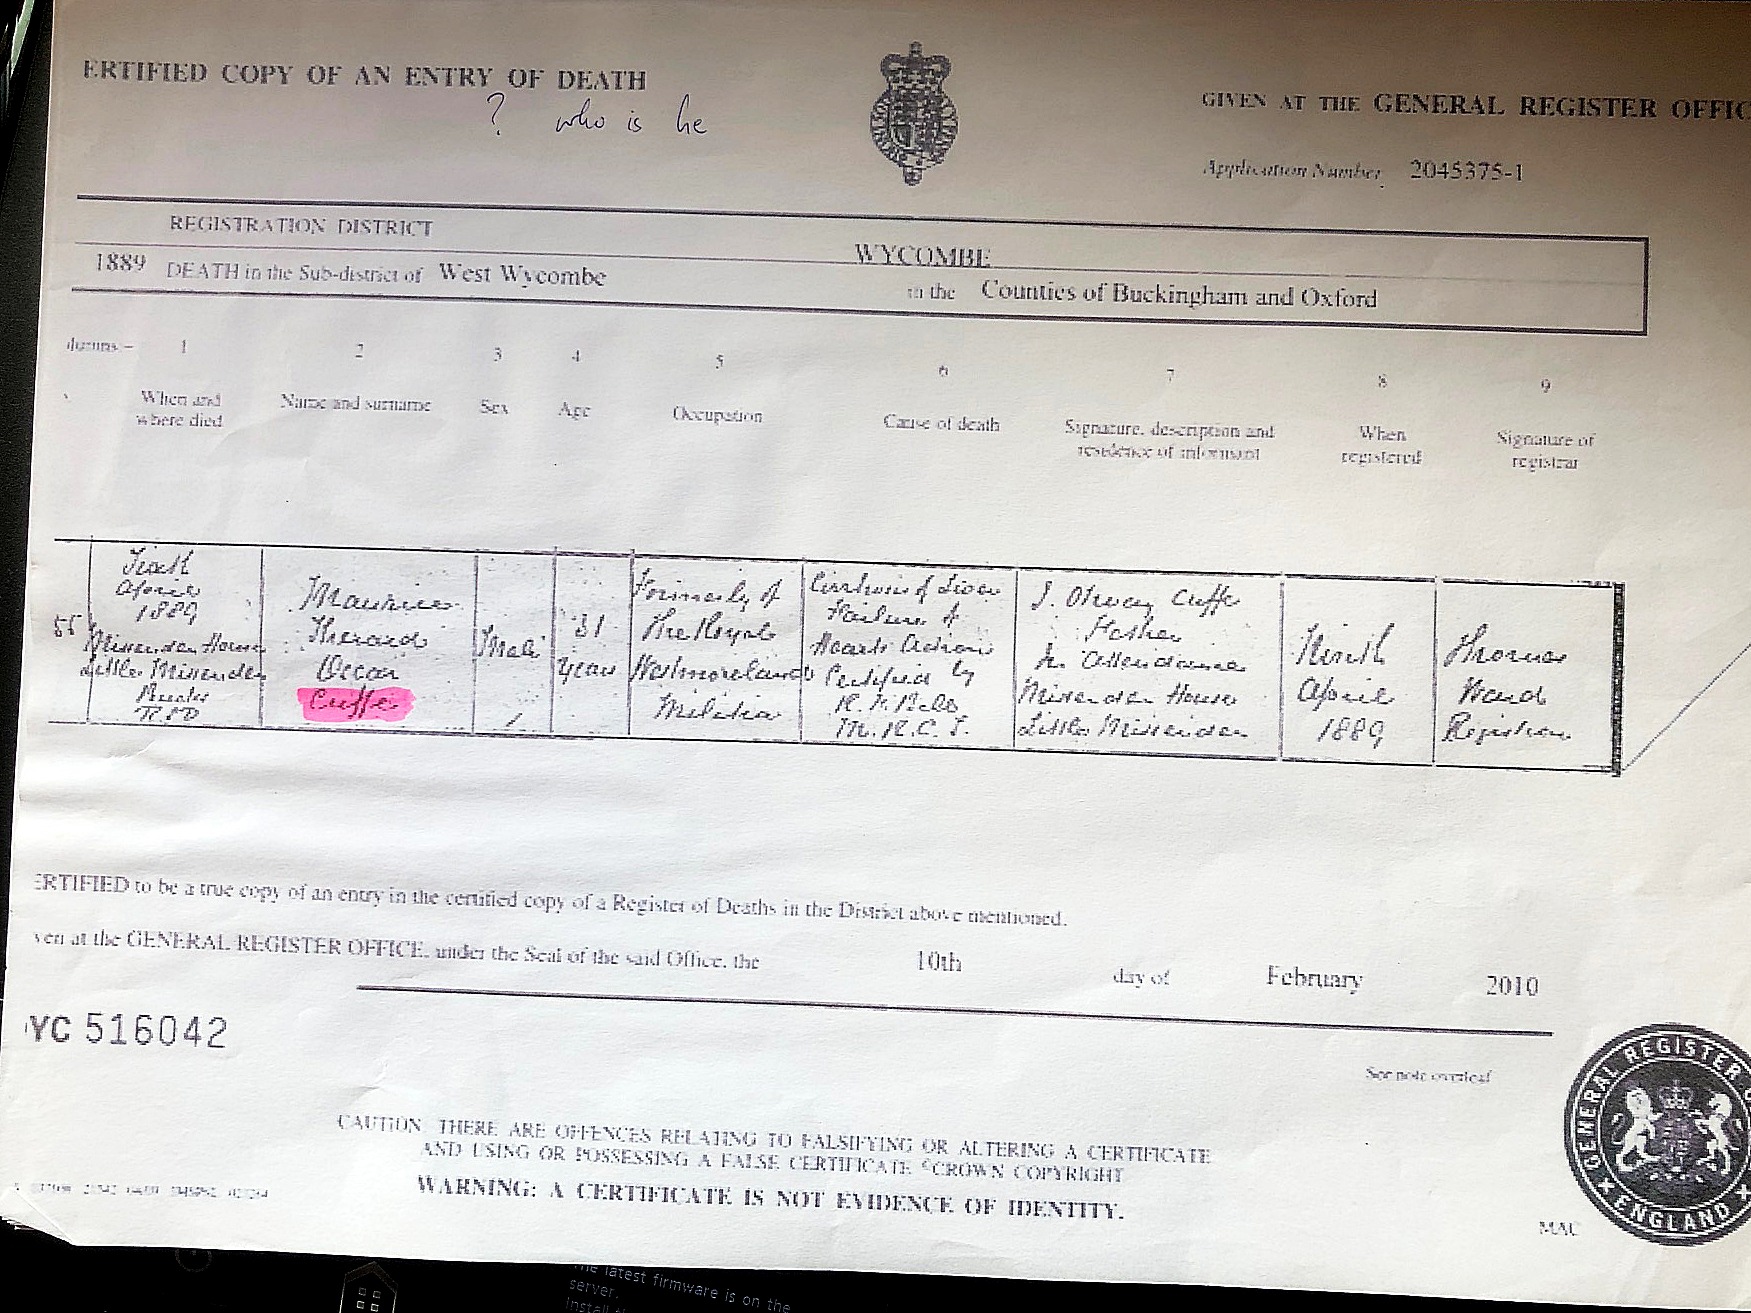 ERTIFIED COPY OF AN ENTRY OF DEATH
? who is he
GIVEN AT THE GENERAL REGISTER OFFIC
Application Number 2045375-1
REGISTRATION DISTRICT
WYCOMBE
1889 DEATH in the Sub-district of West Wycombe
in the Counties of Buckingham and Oxford
1 2 3 4 5 6 7 8 9
When and
where died
Name and surname
Sex
Age
Occupation
Cause of death
Signature, description and
residence of informant
When
registered
Signature of
registrar
April
1889
Missenden House
Little Missenden
Bucks
Maurice
Oscar
Cuffe
Male
31
years
Formerly of
The Royal
Westmoreland
Militia
Cirrhosis of Liver
Failure of
Hearts Action
Certified by
M.R.C.S.
J. Otway Cuffe
Father
In attendance
Missenden House
Little Missenden
Ninth
April
1889
Thomas
Ward
Registrar
ERTIFIED to be a true copy of an entry in the certified copy of a Register of Deaths in the District above mentioned.
ven at the GENERAL REGISTER OFFICE, under the Seal of the said Office, the 10th day of February 2010
YC 516042
See note overleaf
GENERAL REGISTER O
ENGLAND
CAUTION THERE ARE OFFENCES RELATING TO FALSIFYING OR ALTERING A CERTIFICATE
AND USING OR POSSESSING A FALSE CERTIFICATE ©CROWN COPYRIGHT
WARNING: A CERTIFICATE IS NOT EVIDENCE OF IDENTITY.
The latest firmware is on the
server.